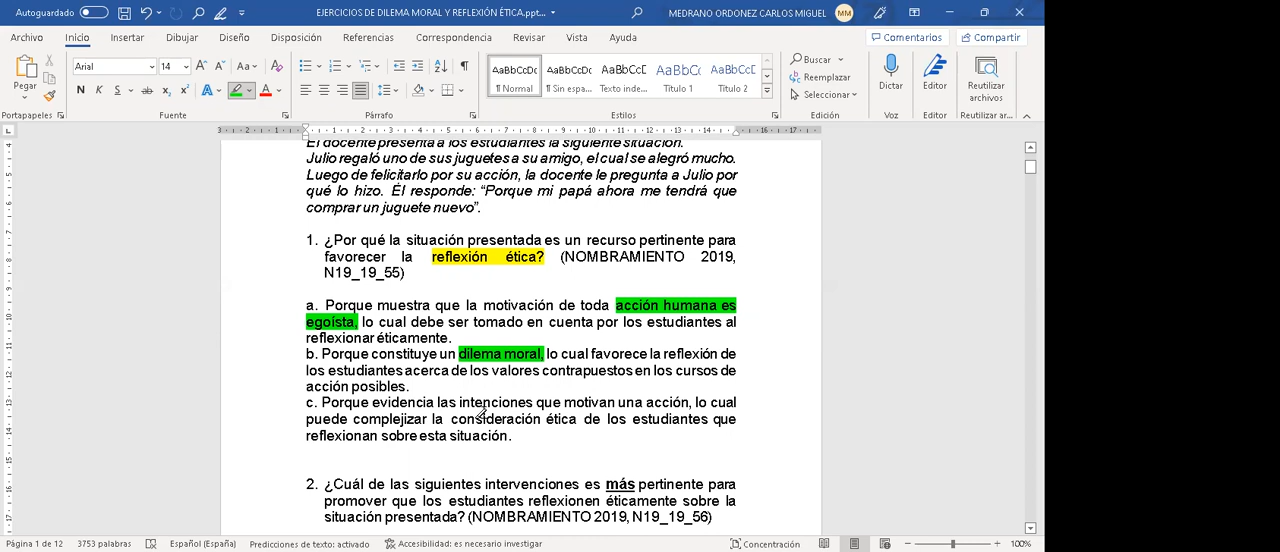 Autoguardado
EJERCICIOS DE DILEMA MORAL Y REFLEXIÓN ÉTICA.ppt...
MEDRANO ORDONEZ CARLOS MIGUEL
MM
Archivo Inicio Insertar Dibujar Diseño Disposición Referencias Correspondencia Revisar Vista Ayuda
Comentarios Compartir
Pegar
Arial 14
Buscar
Reemplazar
Seleccionar
AaBbCcDc AaBbCcDc AaBbCcE AaBbCc AaBbCcD
¶ Normal ¶ Sin espa... Texto inde... Título 1 Título 2
Dictar Editor Reutilizar archivos
Portapapeles Fuente Párrafo Estilos Edición Voz Editor Reutilizar ar...
El docente presenta a los estudiantes la siguiente situación.
Julio regaló uno de sus juguetes a su amigo, el cual se alegró mucho.
Luego de felicitarlo por su acción, la docente le pregunta a Julio por
qué lo hizo. Él responde: “Porque mi papá ahora me tendrá que
comprar un juguete nuevo”.
1. ¿Por qué la situación presentada es un recurso pertinente para
favorecer la reflexión ética? (NOMBRAMIENTO 2019,
N19_19_55)
a. Porque muestra que la motivación de toda acción humana es
egoísta, lo cual debe ser tomado en cuenta por los estudiantes al
reflexionar éticamente.
b. Porque constituye un dilema moral, lo cual favorece la reflexión de
los estudiantes acerca de los valores contrapuestos en los cursos de
acción posibles.
c. Porque evidencia las intenciones que motivan una acción, lo cual
puede complejizar la consideración ética de los estudiantes que
reflexionan sobre esta situación.
2. ¿Cuál de las siguientes intervenciones es más pertinente para
promover que los estudiantes reflexionen éticamente sobre la
situación presentada? (NOMBRAMIENTO 2019, N19_19_56)
Página 1 de 12 3753 palabras Español (España) Predicciones de texto: activado Accesibilidad: es necesario investigar Concentración 100%